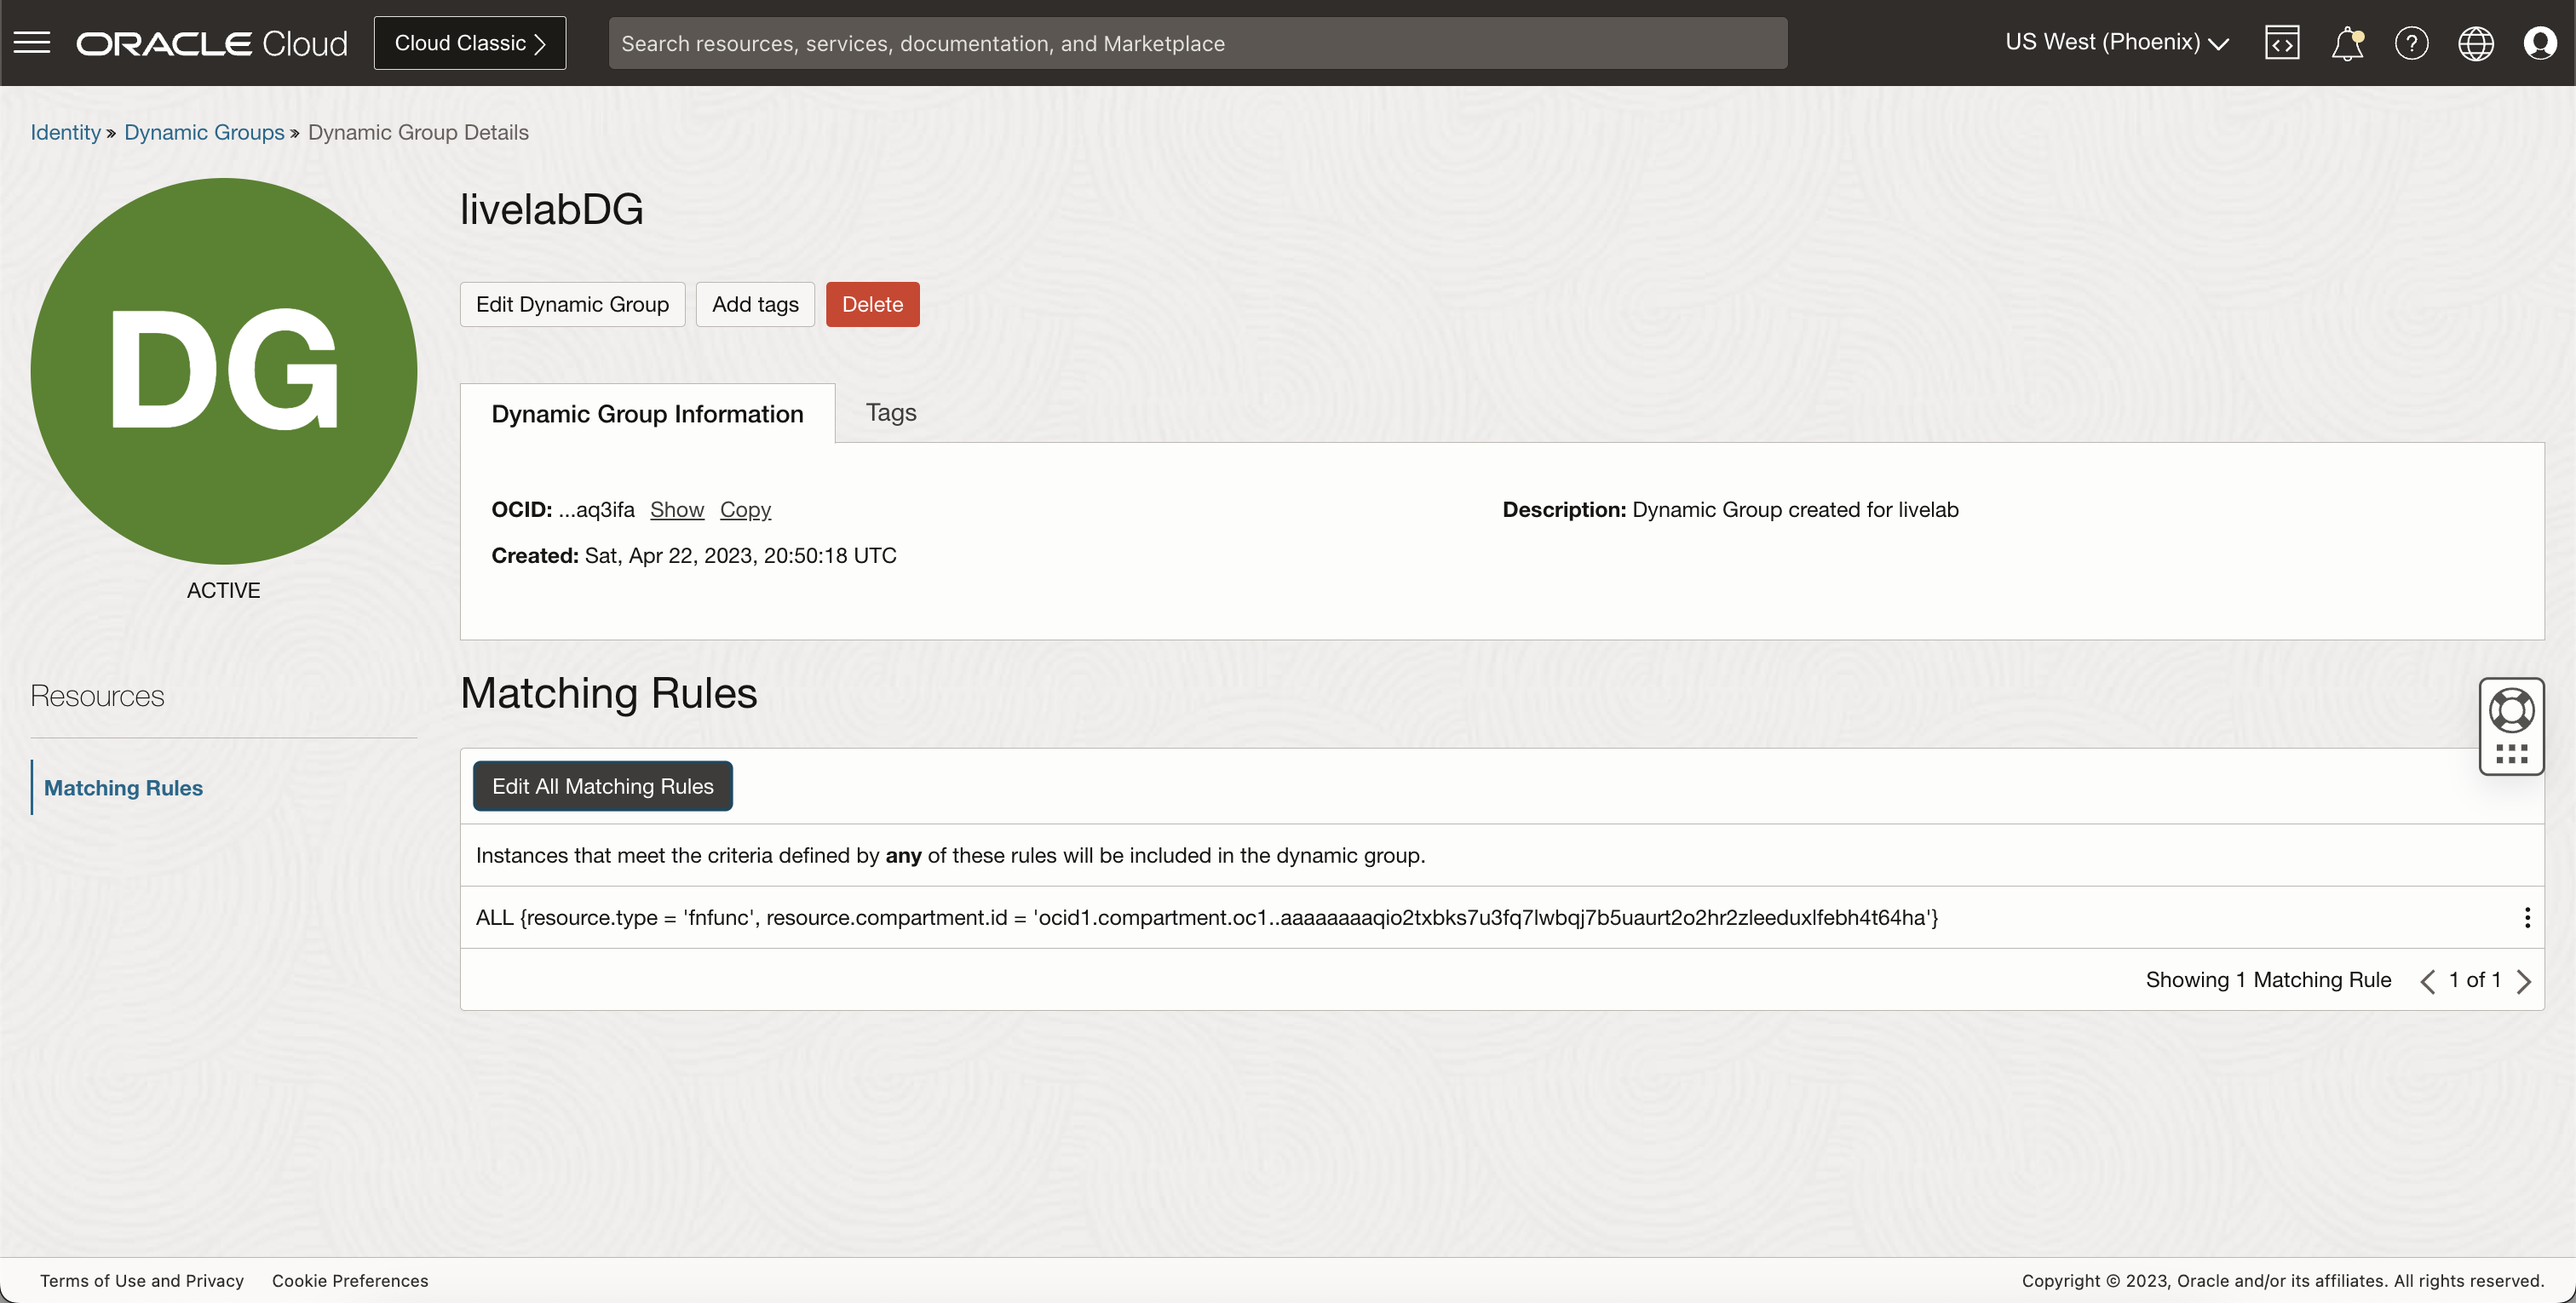 ORACLE Cloud
Cloud Classic
Search resources, services, documentation, and Marketplace
US West (Phoenix)
Identity » Dynamic Groups » Dynamic Group Details
DG
ACTIVE
livelabDG
Edit Dynamic Group
Add tags
Delete
Dynamic Group Information
Tags
OCID: ...aq3ifa Show Copy
Description: Dynamic Group created for livelab
Created: Sat, Apr 22, 2023, 20:50:18 UTC
Resources
Matching Rules
Matching Rules
Edit All Matching Rules
Instances that meet the criteria defined by any of these rules will be included in the dynamic group.
ALL {resource.type = 'fnfunc', resource.compartment.id = 'ocid1.compartment.oc1..aaaaaaaaqio2txbks7u3fq7lwbqj7b5uaurt2o2hr2zleeduxlfebh4t64ha'}
Showing 1 Matching Rule
1 of 1
Terms of Use and Privacy
Cookie Preferences
Copyright © 2023, Oracle and/or its affiliates. All rights reserved.